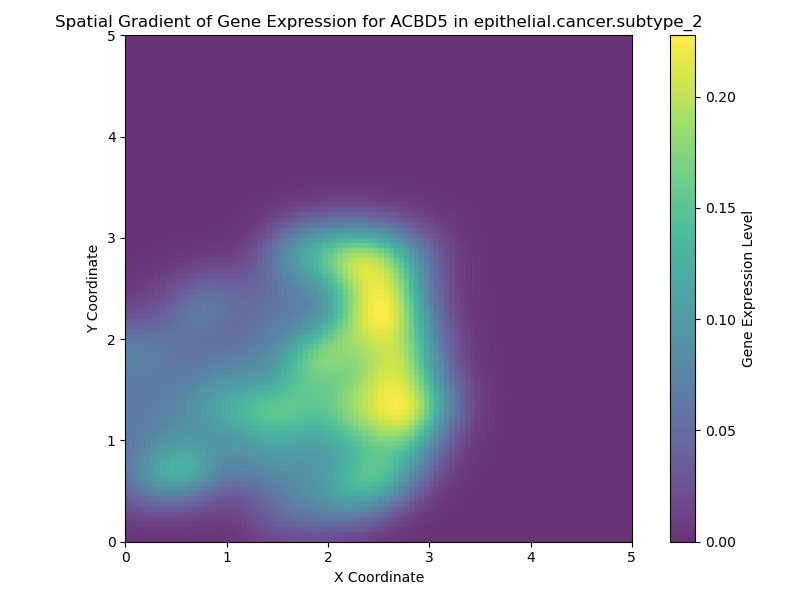 Spatial Gradient of Gene Expression for ACBD5 in epithelial.cancer.subtype_2
5
4
3
2
1
0
Y Coordinate
0 1 2 3 4 5
X Coordinate
0.20
0.15
0.10
0.05
0.00
Gene Expression Level